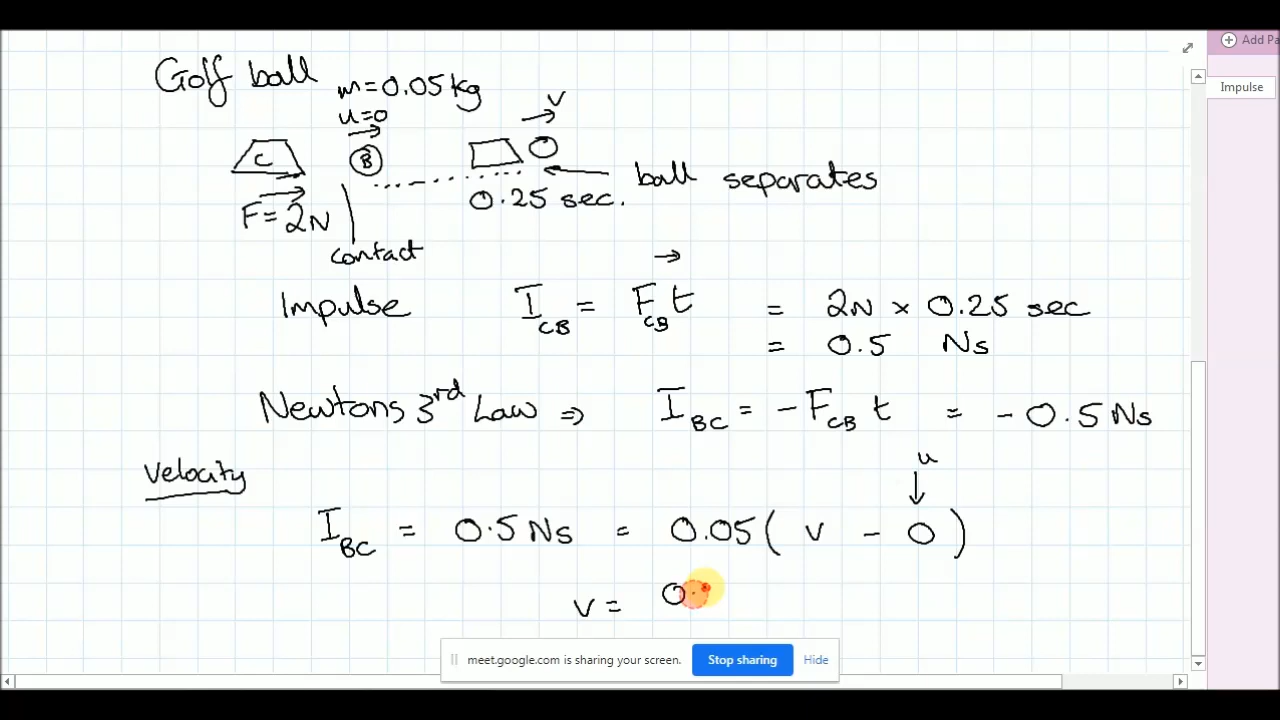 Add Pa
Impulse
Golf ball m=0.05kg
u=0
v
C
B
ball separates
0.25 sec.
F=2N
contact
Impulse I CB = F CB t = 2N × 0.25 sec
= 0.5 Ns
Newtons 3rd Law ⇒ I BC = - F CB t = - 0.5 Ns
Velocity
u
I BC = 0.5 Ns = 0.05( v - 0 )
v = 0.
meet.google.com is sharing your screen. Stop sharing Hide